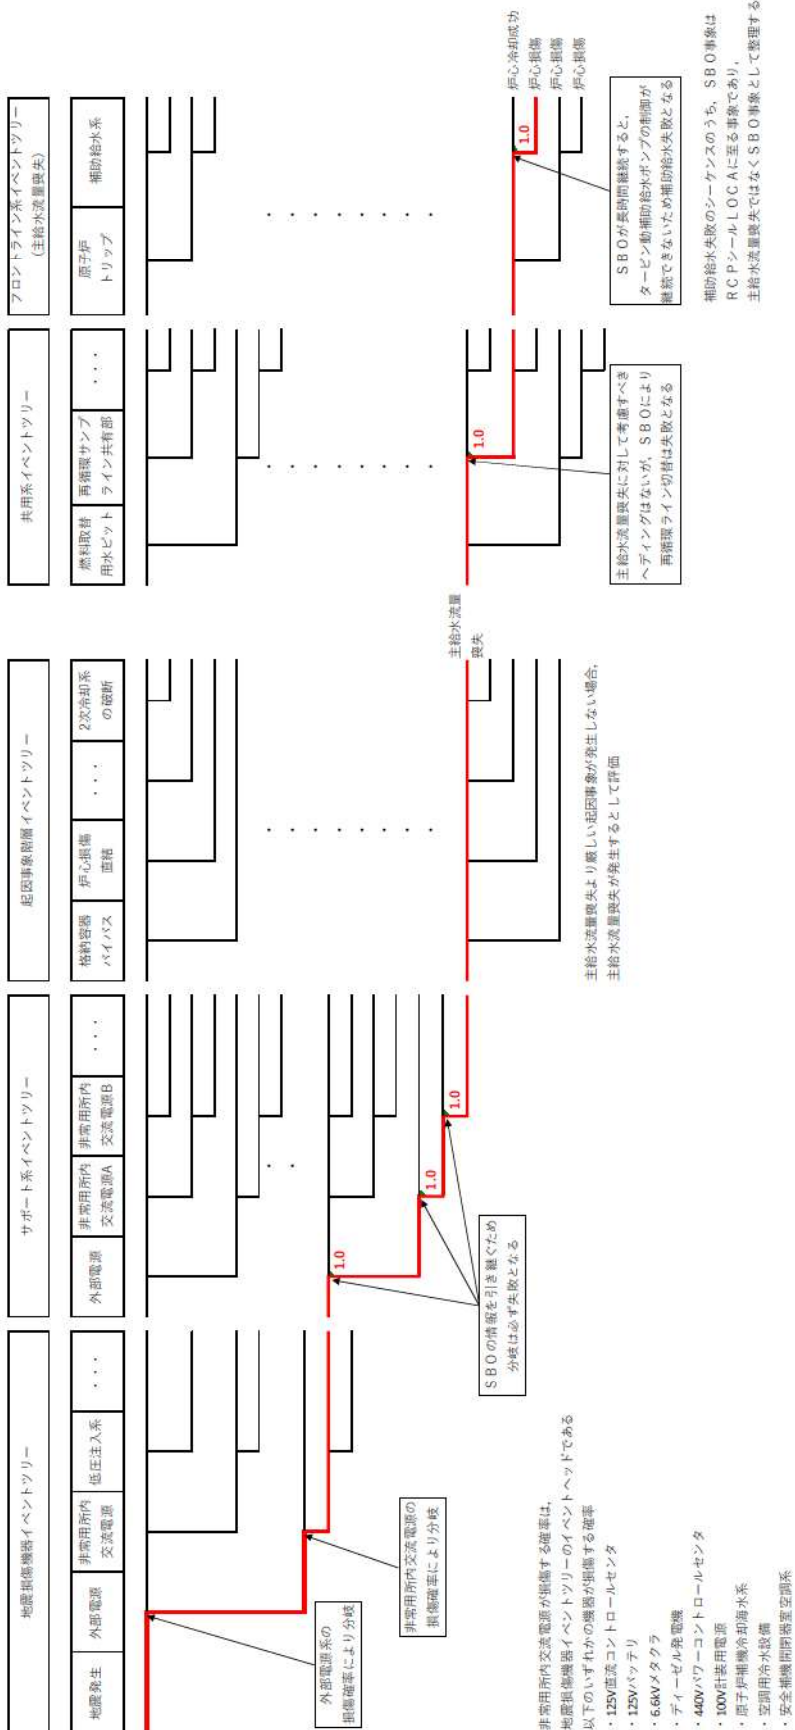 地震損傷機器イベントツリー
地震発生
外部電源
非常用所内
交流電源
低圧注入系
・・・
外部電源系の
損傷確率により分岐
非常用所内交流電源の
損傷確率により分岐
非常用所内交流電源が損傷する確率は，
地震損傷機器イベントツリーのイベントヘッドである
以下のいずれかの機器が損傷する確率
・125V直流コントロールセンタ
・125Vバッテリ
・6.6kVメタクラ
・ディーゼル発電機
・440Vパワーコントロールセンタ
・100V計装用電源
・原子炉補機冷却海水系
・空調用冷水設備
・安全補機開閉器室空調系
サポート系イベントツリー
外部電源
非常用所内
交流電源A
非常用所内
交流電源B
・・・
・・
1.0
1.0
1.0
SBOの情報を引き継ぐため
分岐は必ず失敗となる
起因事象階層イベントツリー
格納容器
バイパス
炉心損傷
直結
・・・
2次冷却系
の破断
・・・・・・・・
主給水流量
喪失
主給水流量喪失より厳しい起因事象が発生しない場合，
主給水流量喪失が発生するとして評価
共用系イベントツリー
燃料取替
用水ピット
再循環サンプ
ライン共有部
・・・
・・・・・・・・
1.0
主給水流量喪失に対して考慮すべき
ヘディングはないが，SBOにより
再循環ライン切替は失敗となる
フロントライン系イベントツリー
(主給水流量喪失)
原子炉
トリップ
補助給水系
・・・・・・・・
1.0
炉心冷却成功
炉心損傷
炉心損傷
炉心損傷
SBOが長時間継続すると，
タービン動補助給水ポンプの制御が
継続できないため補助給水失敗となる
補助給水失敗のシーケンスのうち，SBO事象は
RCPシールLOCAに至る事象であり，
主給水流量喪失ではなくSBO事象として整理する